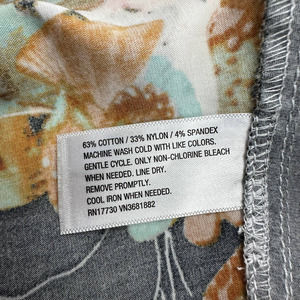 63% COTTON / 33% NYLON / 4% SPANDEX
MACHINE WASH COLD WITH LIKE COLORS.
GENTLE CYCLE. ONLY NON-CHLORINE BLEACH
WHEN NEEDED. LINE DRY.
REMOVE PROMPTLY.
COOL IRON WHEN NEEDED.
RN17730 VN3681882